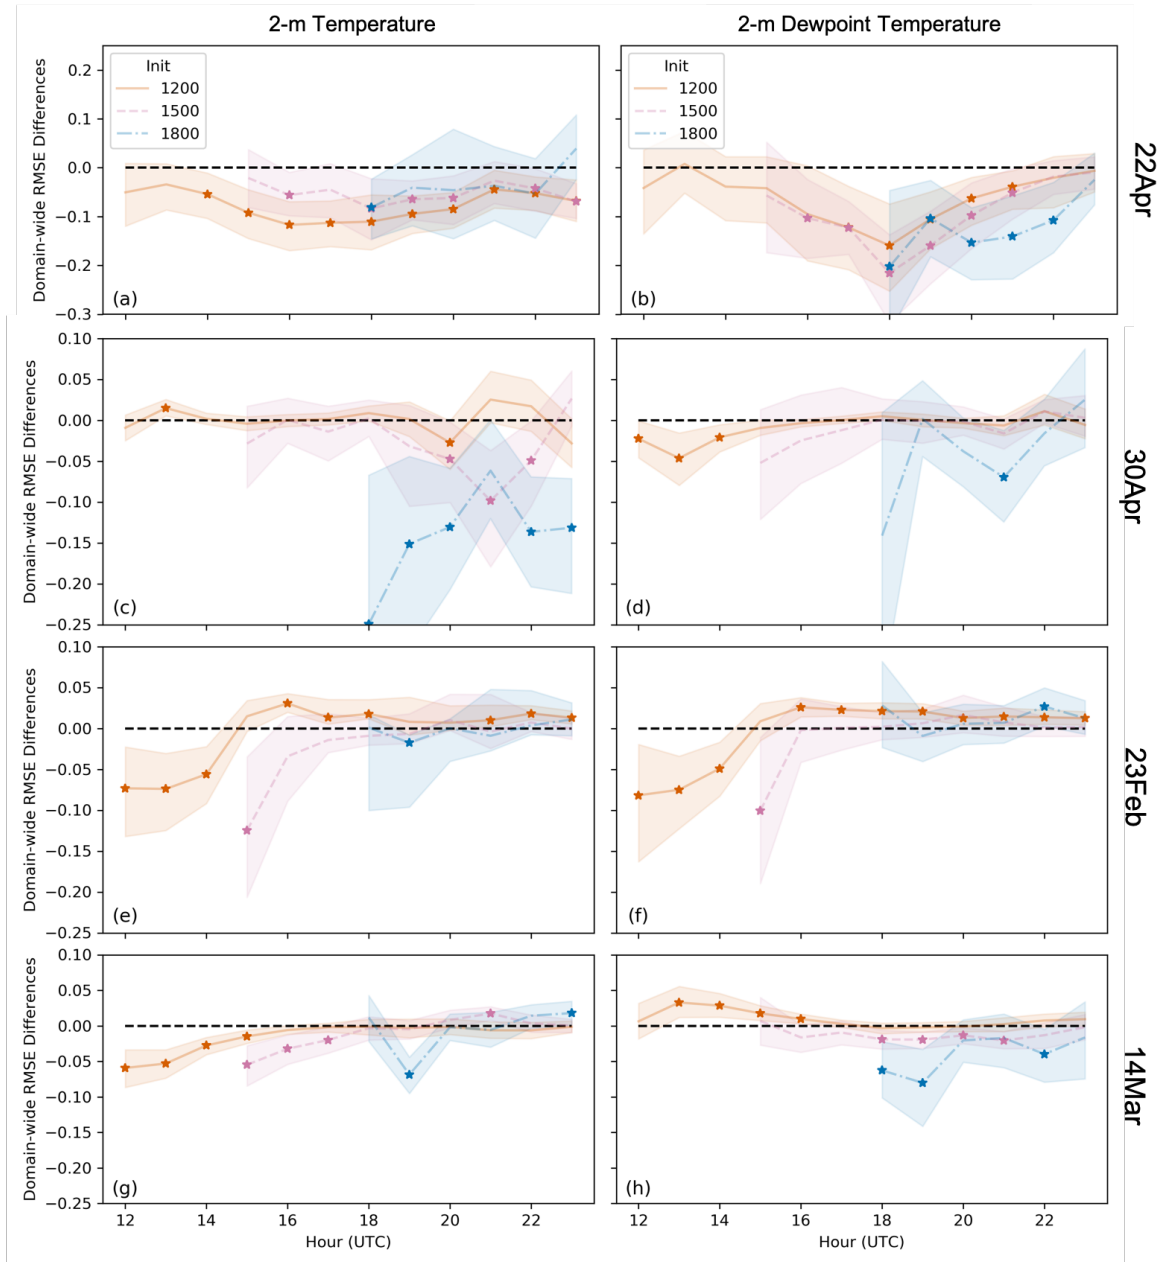 2-m Temperature
2-m Dewpoint Temperature
Domain-wide RMSE Differences
0.2
0.1
0.0
−0.1
−0.2
−0.3
Init
1200
1500
1800
(a)
Init
1200
1500
1800
(b)
22Apr
Domain-wide RMSE Differences
0.10
0.05
0.00
−0.05
−0.10
−0.15
−0.20
−0.25
(c)
(d)
30Apr
Domain-wide RMSE Differences
0.10
0.05
0.00
−0.05
−0.10
−0.15
−0.20
−0.25
(e)
(f)
23Feb
Domain-wide RMSE Differences
0.10
0.05
0.00
−0.05
−0.10
−0.15
−0.20
−0.25
(g)
(h)
14Mar
12 14 16 18 20 22
12 14 16 18 20 22
Hour (UTC)
Hour (UTC)